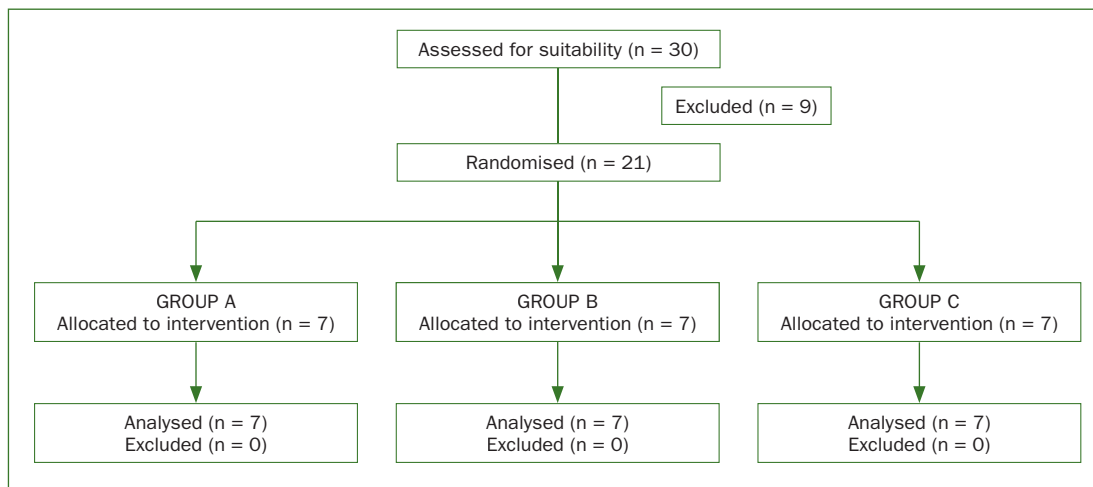 Assessed for suitability (n = 30)
Excluded (n = 9)
Randomised (n = 21)
GROUP A
Allocated to intervention (n = 7)
GROUP B
Allocated to intervention (n = 7)
GROUP C
Allocated to intervention (n = 7)
Analysed (n = 7)
Excluded (n = 0)
Analysed (n = 7)
Excluded (n = 0)
Analysed (n = 7)
Excluded (n = 0)